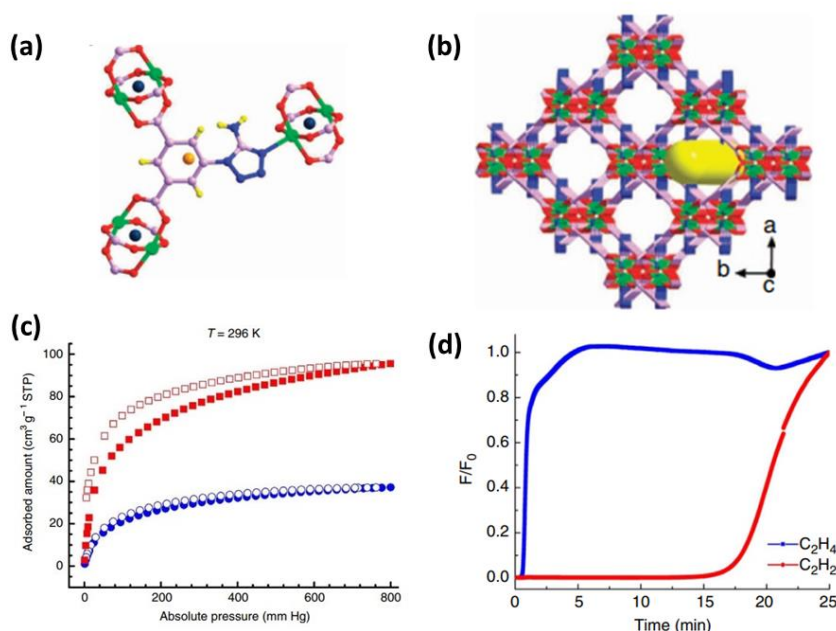 (a)
(b)
a
b
c
(c)
T = 296 K
Adsorbed amount (cm³ g⁻¹ STP)
100
80
60
40
20
0
0 200 400 600 800
Absolute pressure (mm Hg)
(d)
F/F₀
1.0
0.8
0.6
0.4
0.2
0.0
0 5 10 15 20 25
Time (min)
C₂H₄
C₂H₂